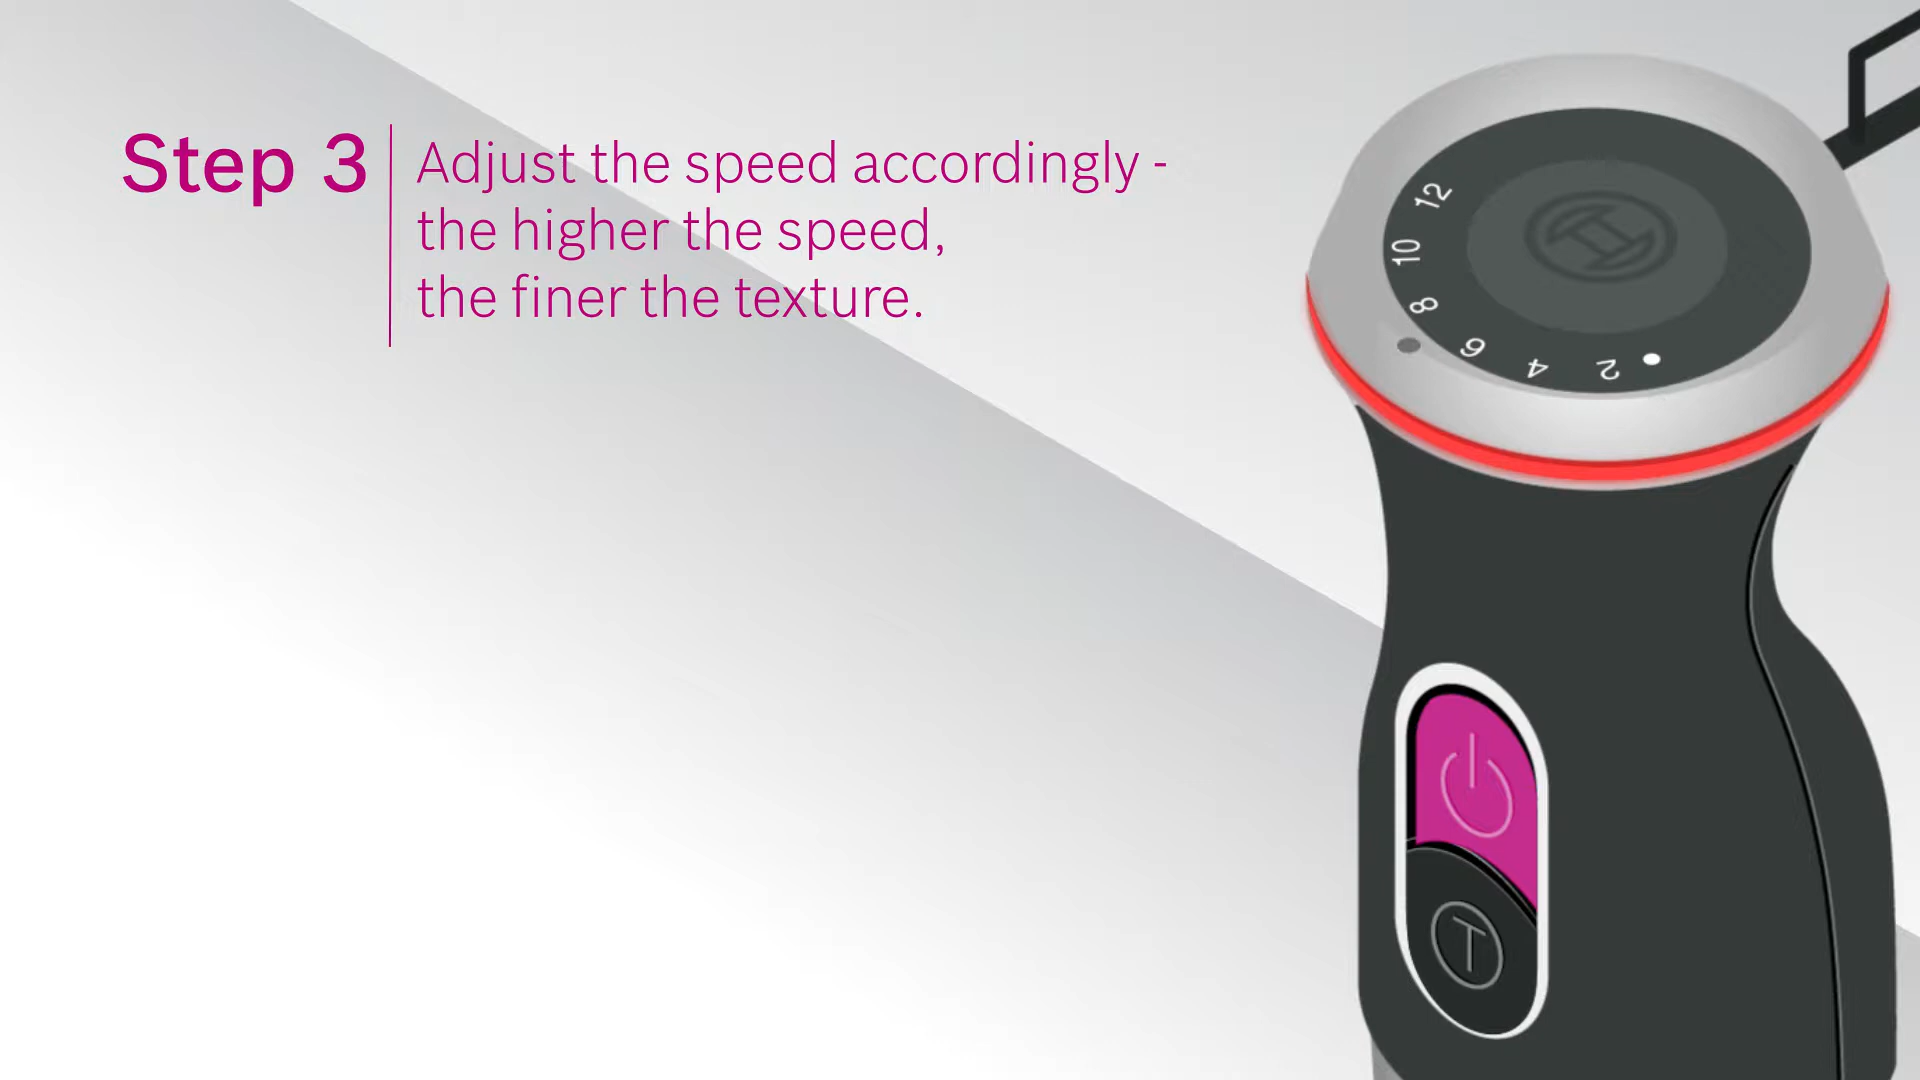 Step 3
Adjust the speed accordingly -
the higher the speed,
the finer the texture.
12
10
8
6
4
2
T